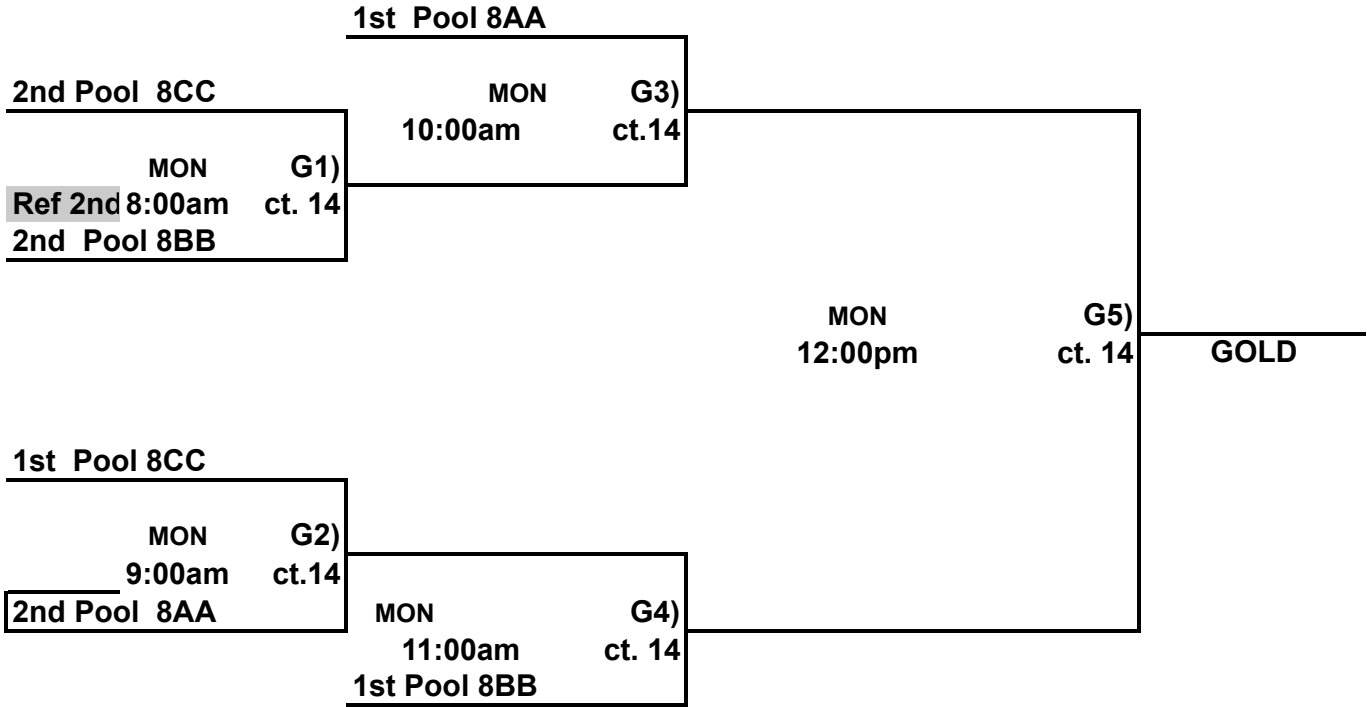 1st  Pool 8AA
2nd Pool  8CC
MON G3)
10:00am ct.14
MON G1)
Ref 2nd 8:00am ct. 14
2nd  Pool 8BB
MON G5)
12:00pm ct. 14 GOLD
1st  Pool 8CC
MON G2)
9:00am ct.14
2nd Pool  8AA
MON G4)
11:00am ct. 14
1st Pool 8BB